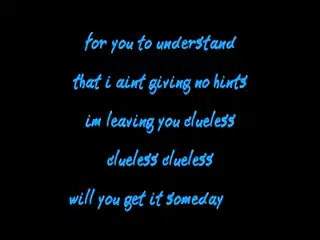 for you to understand
that i aint giving no hints
im leaving you clueless
clueless clueless
will you get it someday